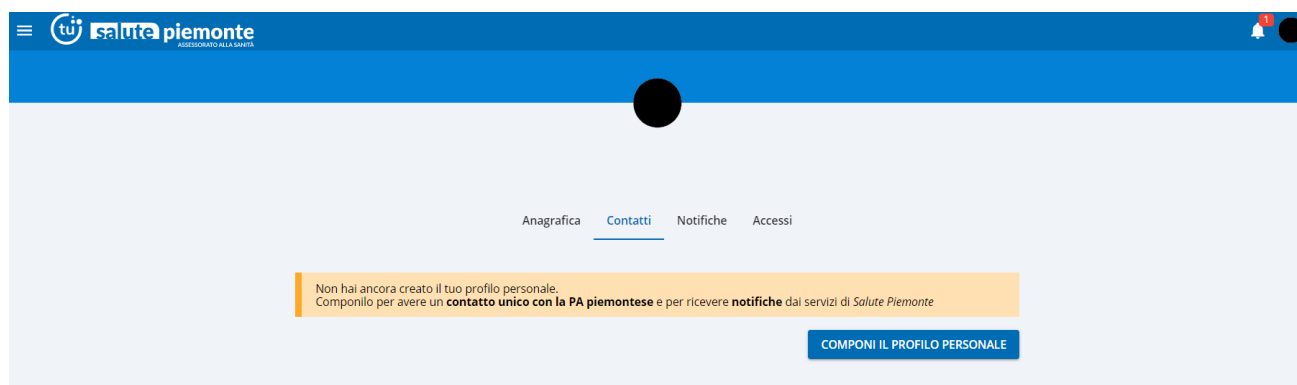 tu salute piemonte
ASSESSORATO ALLA SANITÀ
1
Anagrafica Contatti Notifiche Accessi
Non hai ancora creato il tuo profilo personale.
Componilo per avere un contatto unico con la PA piemontese e per ricevere notifiche dai servizi di Salute Piemonte
COMPONI IL PROFILO PERSONALE